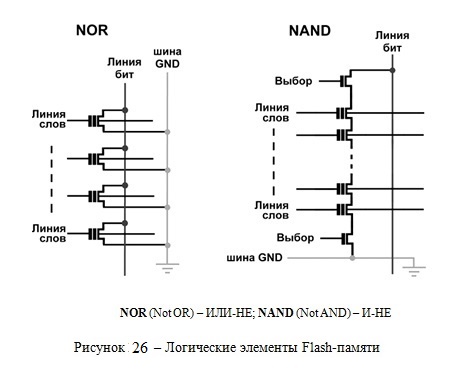 NOR
Линия
бит
шина
GND
Линия
слов
Линия
слов
NAND
Линия
бит
Выбор
Линия
слов
Линия
слов
Выбор
шина GND
NOR (Not OR) – ИЛИ-НЕ; NAND (Not AND) – И-НЕ
Рисунок 26 – Логические элементы Flash-памяти